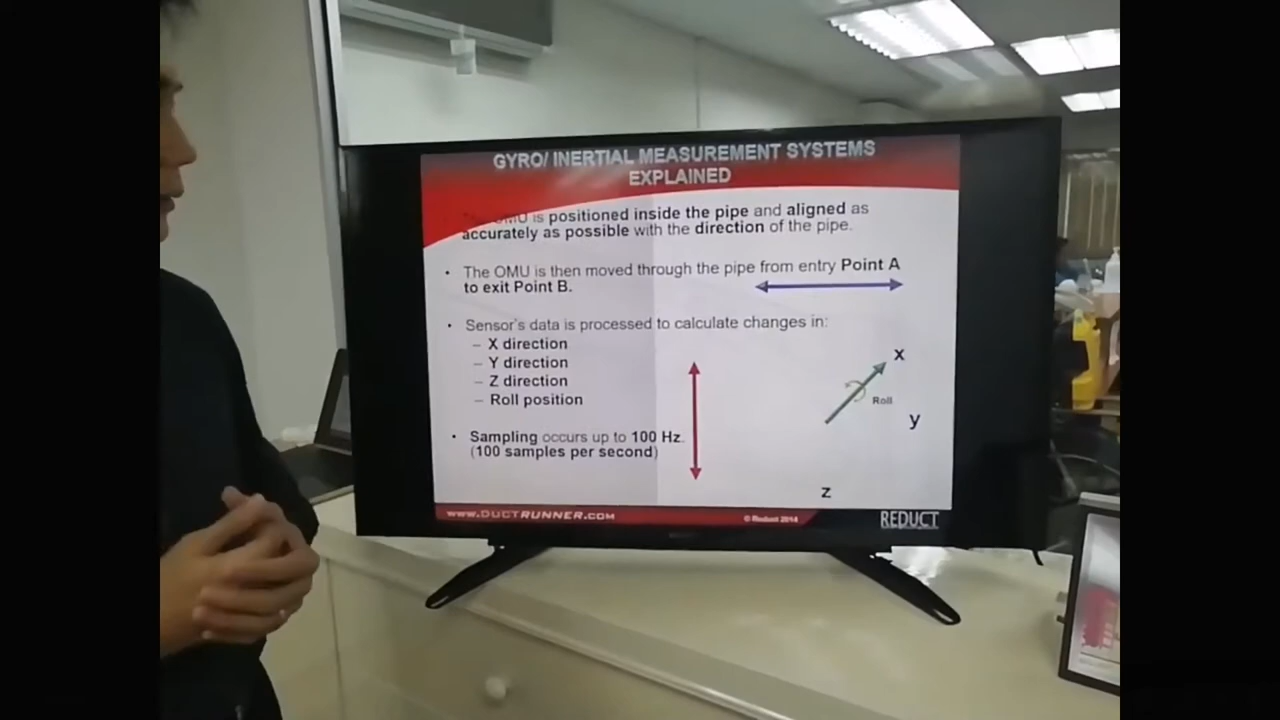 GYRO/ INERTIAL MEASUREMENT SYSTEMS
EXPLAINED
OMU is positioned inside the pipe and aligned as
accurately as possible with the direction of the pipe.
• The OMU is then moved through the pipe from entry Point A
to exit Point B.
• Sensor's data is processed to calculate changes in:
– X direction
– Y direction
– Z direction
– Roll position
X
Roll
y
• Sampling occurs up to 100 Hz.
(100 samples per second)
z
www.DUCTRUNNER.COM
© Reduct 2014
REDUCT